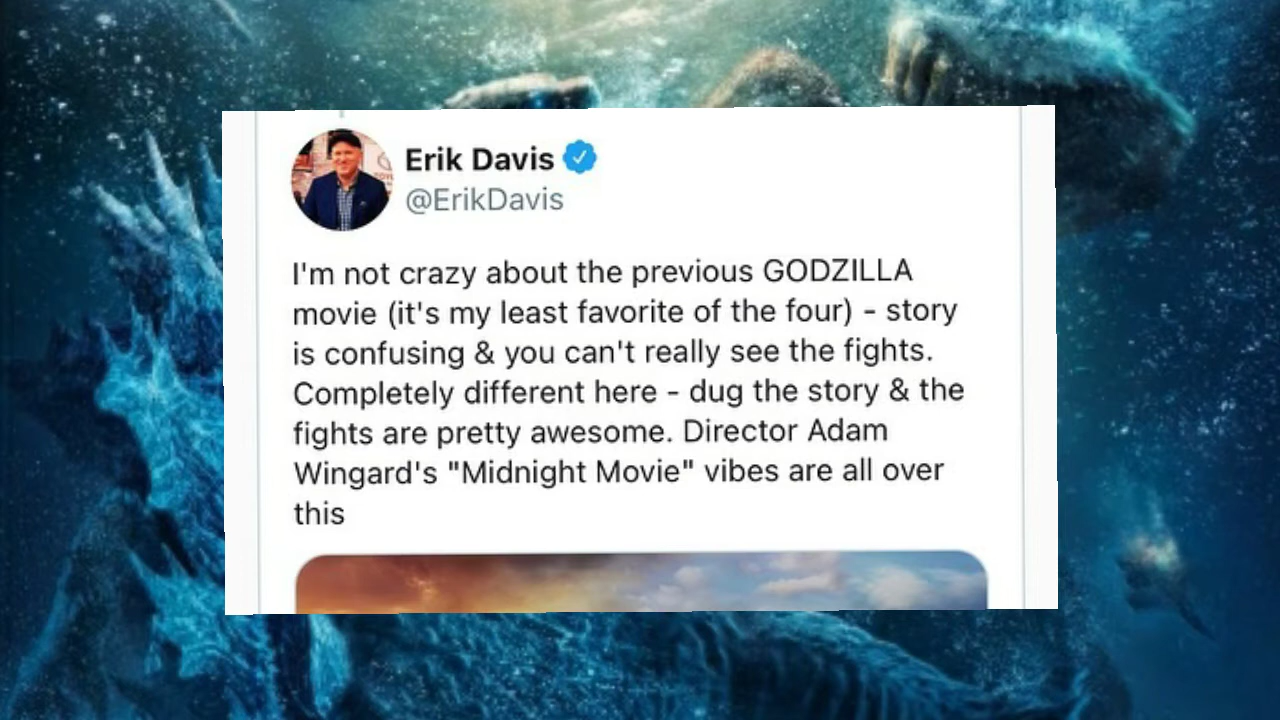 Erik Davis
@ErikDavis
I'm not crazy about the previous GODZILLA
movie (it's my least favorite of the four) - story
is confusing & you can't really see the fights.
Completely different here - dug the story & the
fights are pretty awesome. Director Adam
Wingard's "Midnight Movie" vibes are all over
this